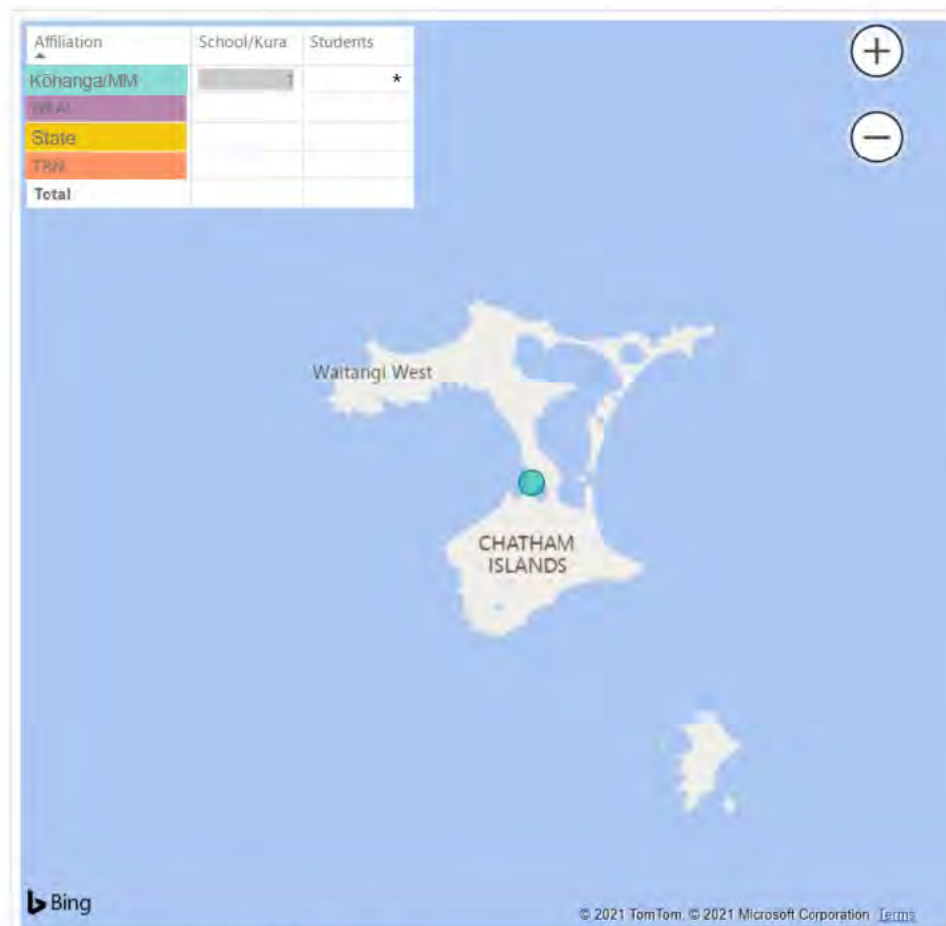 Affiliation School/Kura Students
Kōhanga/MM 1 *
State
TKN
Total
Waitangi West
CHATHAM
ISLANDS
Bing
© 2021 TomTom, © 2021 Microsoft Corporation Terms